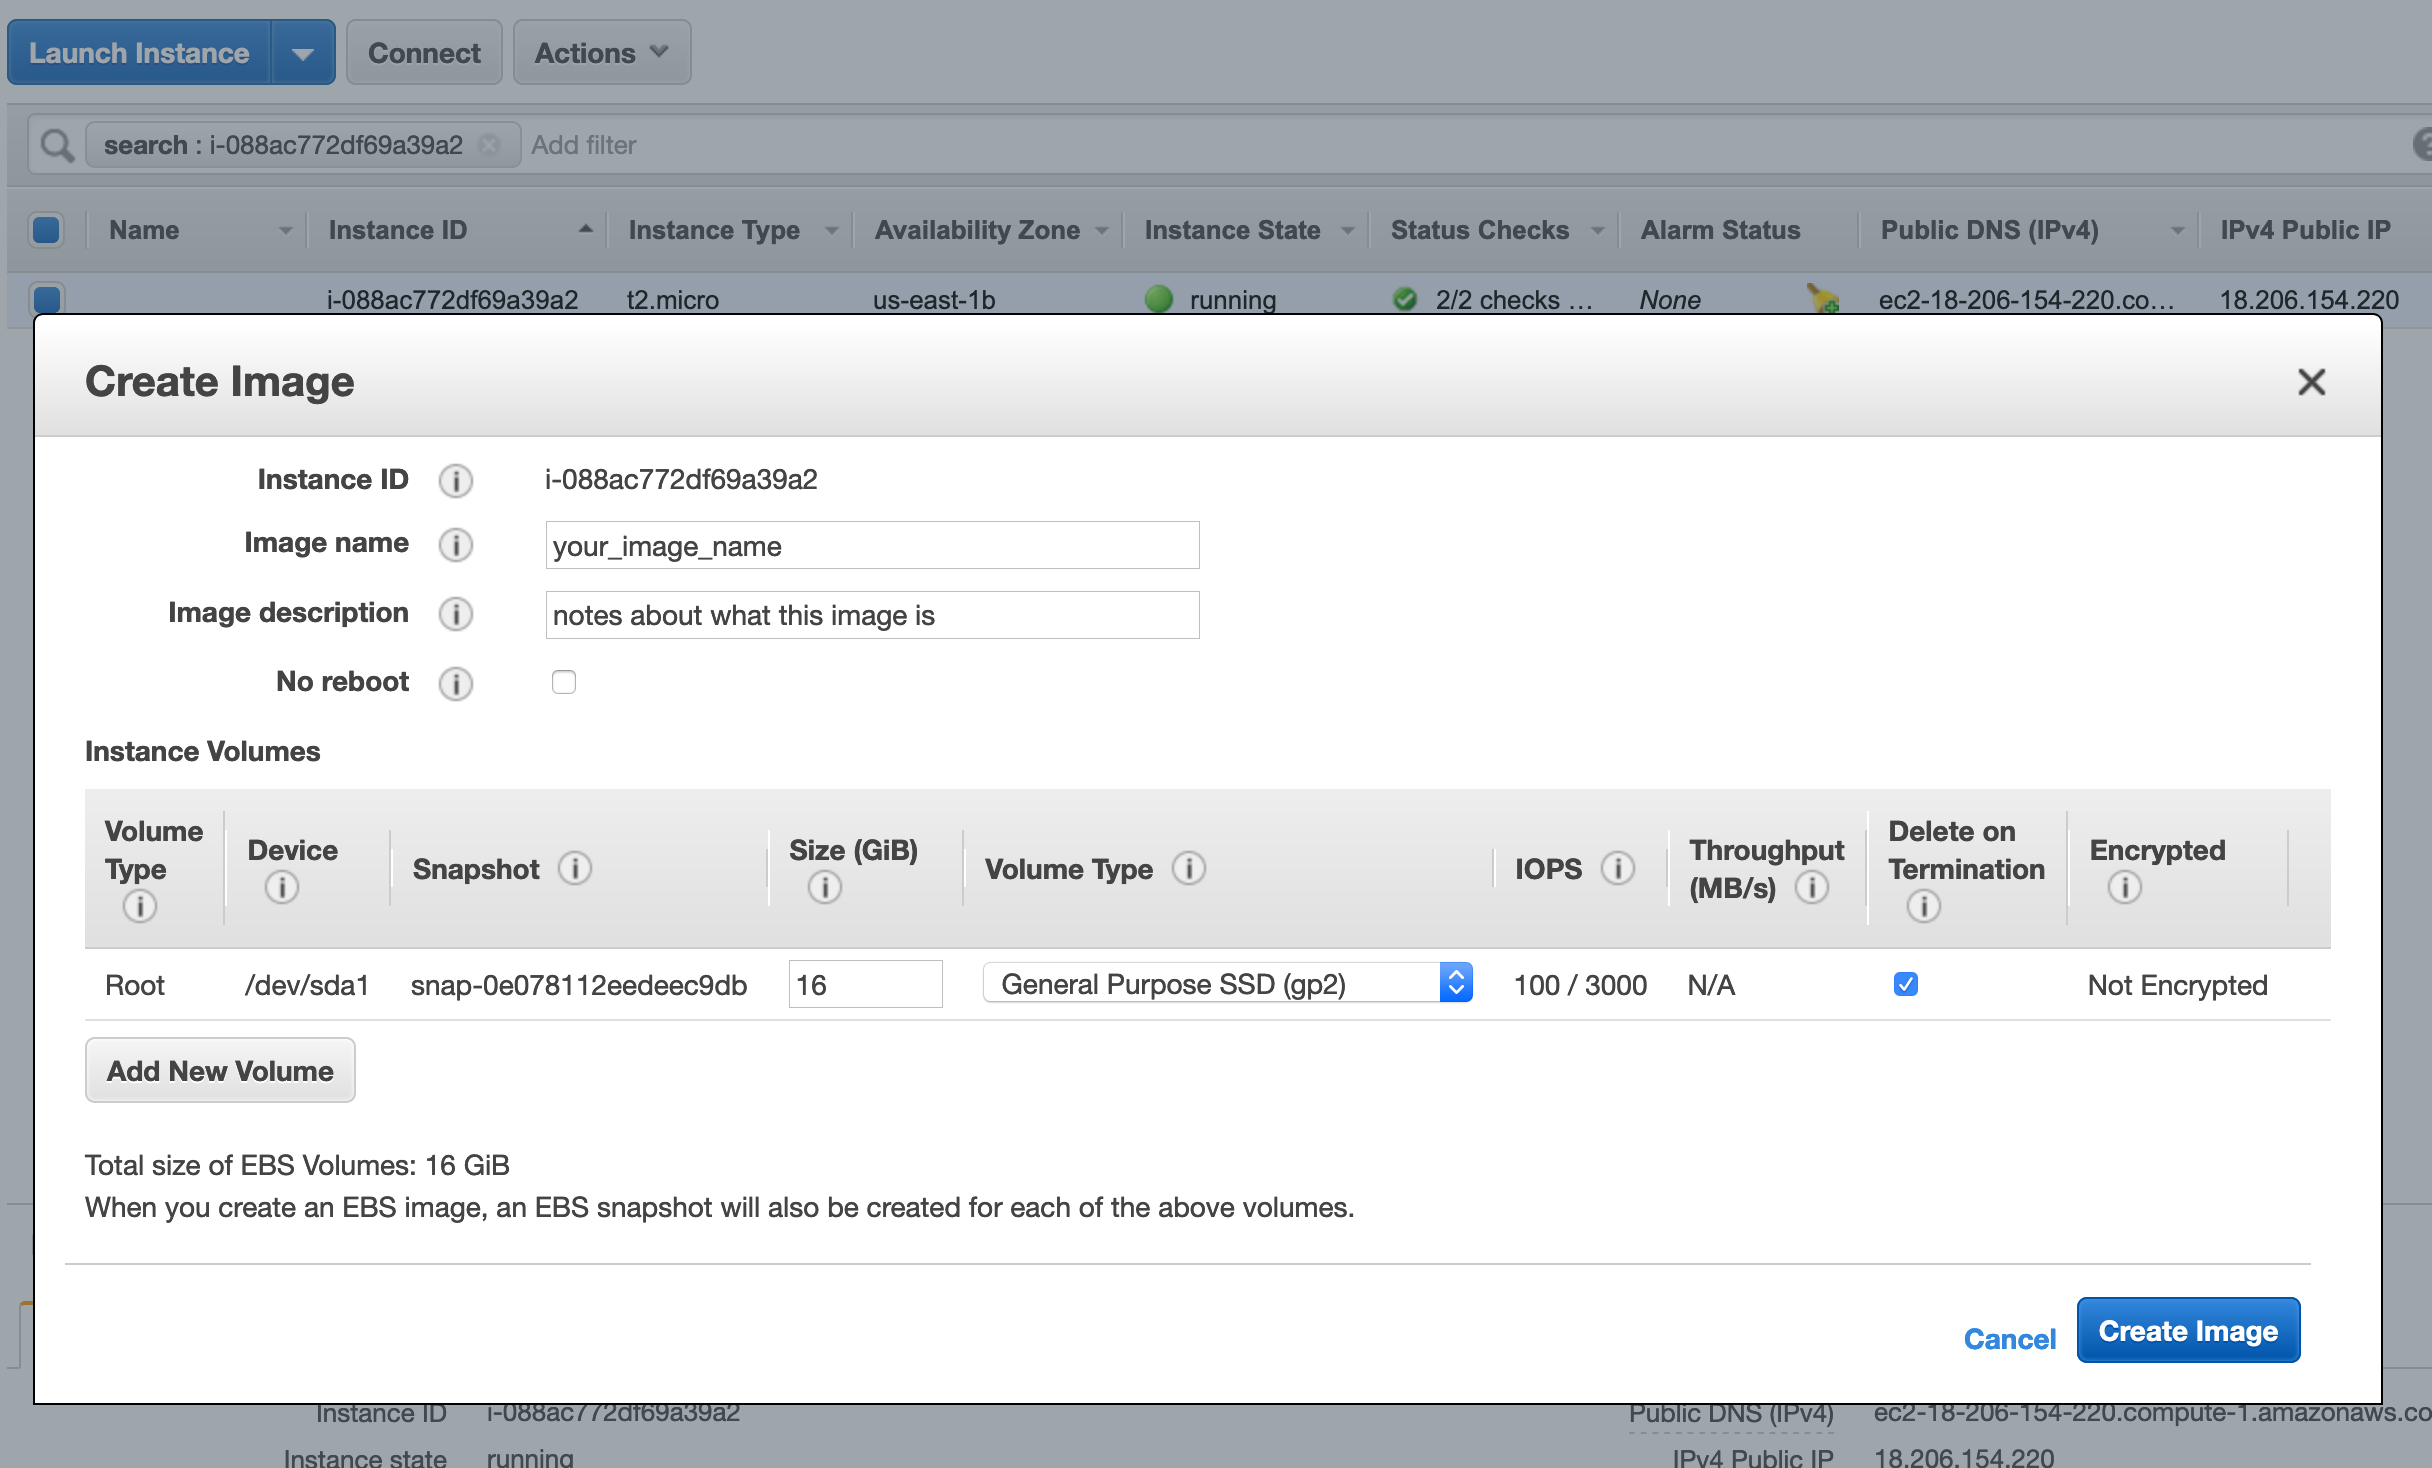 Launch Instance Connect Actions
search : i-088ac772df69a39a2 Add filter
Name Instance ID Instance Type Availability Zone Instance State Status Checks Alarm Status Public DNS (IPv4) IPv4 Public IP
i-088ac772df69a39a2 t2.micro us-east-1b running 2/2 checks ... None ec2-18-206-154-220.co... 18.206.154.220
Create Image
Instance ID i-088ac772df69a39a2
Image name your_image_name
Image description notes about what this image is
No reboot
Instance Volumes
Volume Type Device Snapshot Size (GiB) Volume Type IOPS Throughput (MB/s) Delete on Termination Encrypted
Root /dev/sda1 snap-0e078112eedeec9db 16 General Purpose SSD (gp2) 100 / 3000 N/A Not Encrypted
Add New Volume
Total size of EBS Volumes: 16 GiB
When you create an EBS image, an EBS snapshot will also be created for each of the above volumes.
Cancel Create Image
Instance ID i-088ac772df69a39a2 Public DNS (IPv4) ec2-18-206-154-220.compute-1.amazonaws.co
Instance state running IPv4 Public IP 18.206.154.220